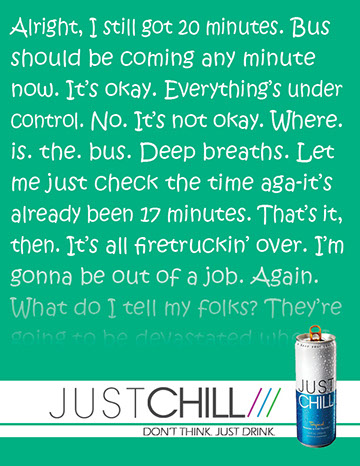 Alright, I still got 20 minutes. Bus
should be coming any minute
now. It's okay. Everything's under
control. No. It's not okay. Where.
is. the. bus. Deep breaths. Let
me just check the time aga-it's
already been 17 minutes. That's it,
then. It's all firetruckin' over. I'm
gonna be out of a job. Again.
What do I tell my folks? They're
going to be devastated when
JUSTCHILL///
DON'T THINK. JUST DRINK.
JUST
CHILL
Tropical